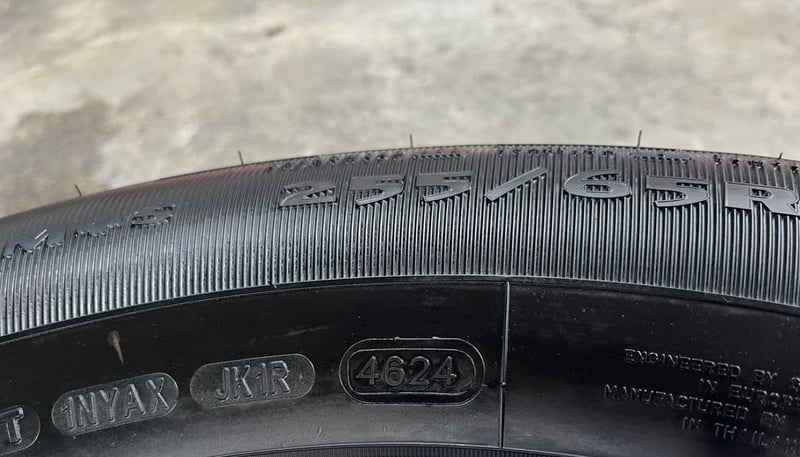 M+S 255/65R
T 1NYAX JK1R 4624
ENGINEERED BY
IN EUROP
MANUFACTURED BY
IN THAIL